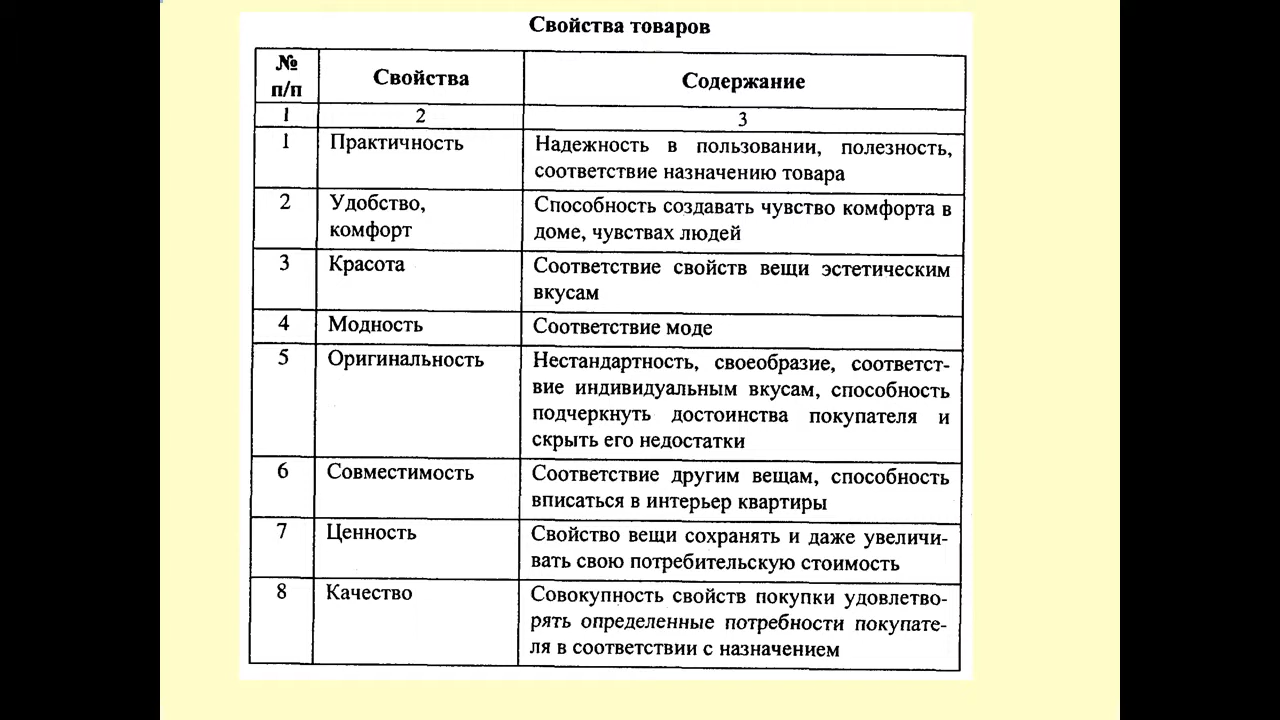 Свойства товаров
№
п/п
Свойства
Содержание
1
2
3
1
Практичность
Надежность в пользовании, полезность,
соответствие назначению товара
2
Удобство,
комфорт
Способность создавать чувство комфорта в
доме, чувствах людей
3
Красота
Соответствие свойств вещи эстетическим
вкусам
4
Модность
Соответствие моде
5
Оригинальность
Нестандартность, своеобразие, соответст-
вие индивидуальным вкусам, способность
подчеркнуть достоинства покупателя и
скрыть его недостатки
6
Совместимость
Соответствие другим вещам, способность
вписаться в интерьер квартиры
7
Ценность
Свойство вещи сохранять и даже увеличи-
вать свою потребительскую стоимость
8
Качество
Совокупность свойств покупки удовлетво-
рять определенные потребности покупате-
ля в соответствии с назначением